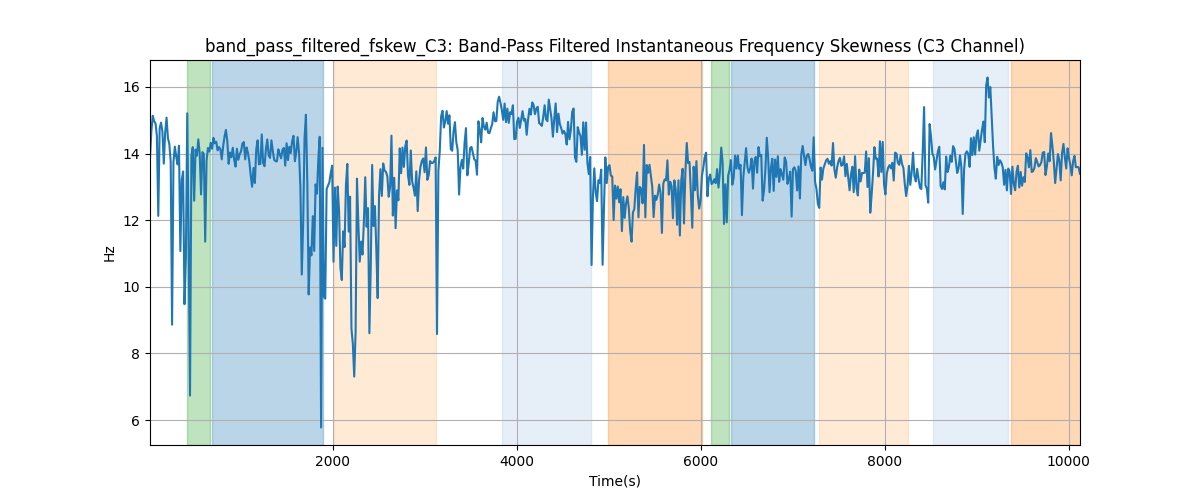 band_pass_filtered_fskew_C3: Band-Pass Filtered Instantaneous Frequency Skewness (C3 Channel)
16
14
12
10
8
6
Hz
2000 4000 6000 8000 10000
Time(s)